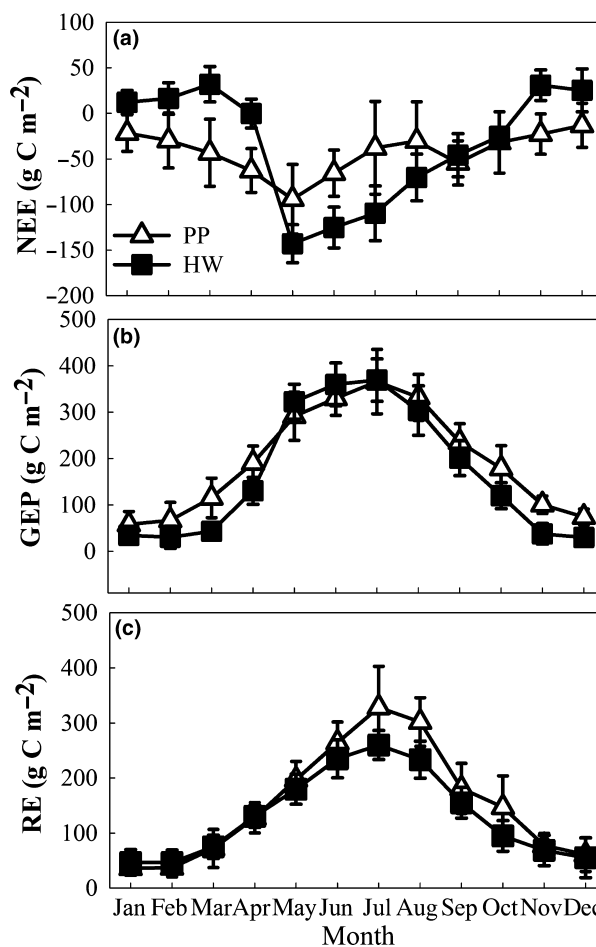 (a)
100
50
0
−50
−100
−150
−200
NEE (g C m−2)
PP
HW
(b)
500
400
300
200
100
0
GEP (g C m−2)
(c)
500
400
300
200
100
0
RE (g C m−2)
Jan Feb Mar Apr May Jun Jul Aug Sep Oct Nov Dec
Month